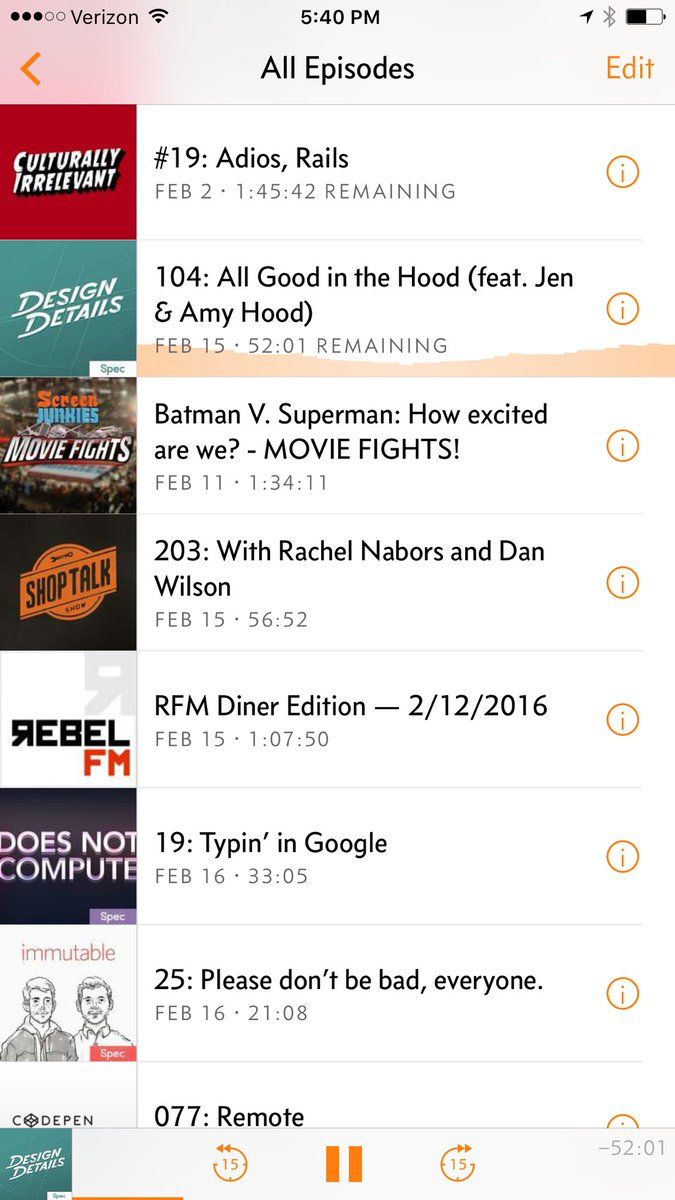 Verizon 5:40 PM
All Episodes Edit
CULTURALLY
IRRELEVANT
#19: Adios, Rails
FEB 2 · 1:45:42 REMAINING
DESIGN
DETAILS
Spec
104: All Good in the Hood (feat. Jen
& Amy Hood)
FEB 15 · 52:01 REMAINING
Screen
JUNKIES
MOVIE FIGHTS
Batman V. Superman: How excited
are we? - MOVIE FIGHTS!
FEB 11 · 1:34:11
SHOP TALK
SHOW
203: With Rachel Nabors and Dan
Wilson
FEB 15 · 56:52
REBEL
FM
RFM Diner Edition — 2/12/2016
FEB 15 · 1:07:50
DOES NOT
COMPUTE
Spec
19: Typin’ in Google
FEB 16 · 33:05
immutable
Spec
25: Please don’t be bad, everyone.
FEB 16 · 21:08
CODEPEN
077: Remote
DESIGN
DETAILS
Spec
15
15
–52:01